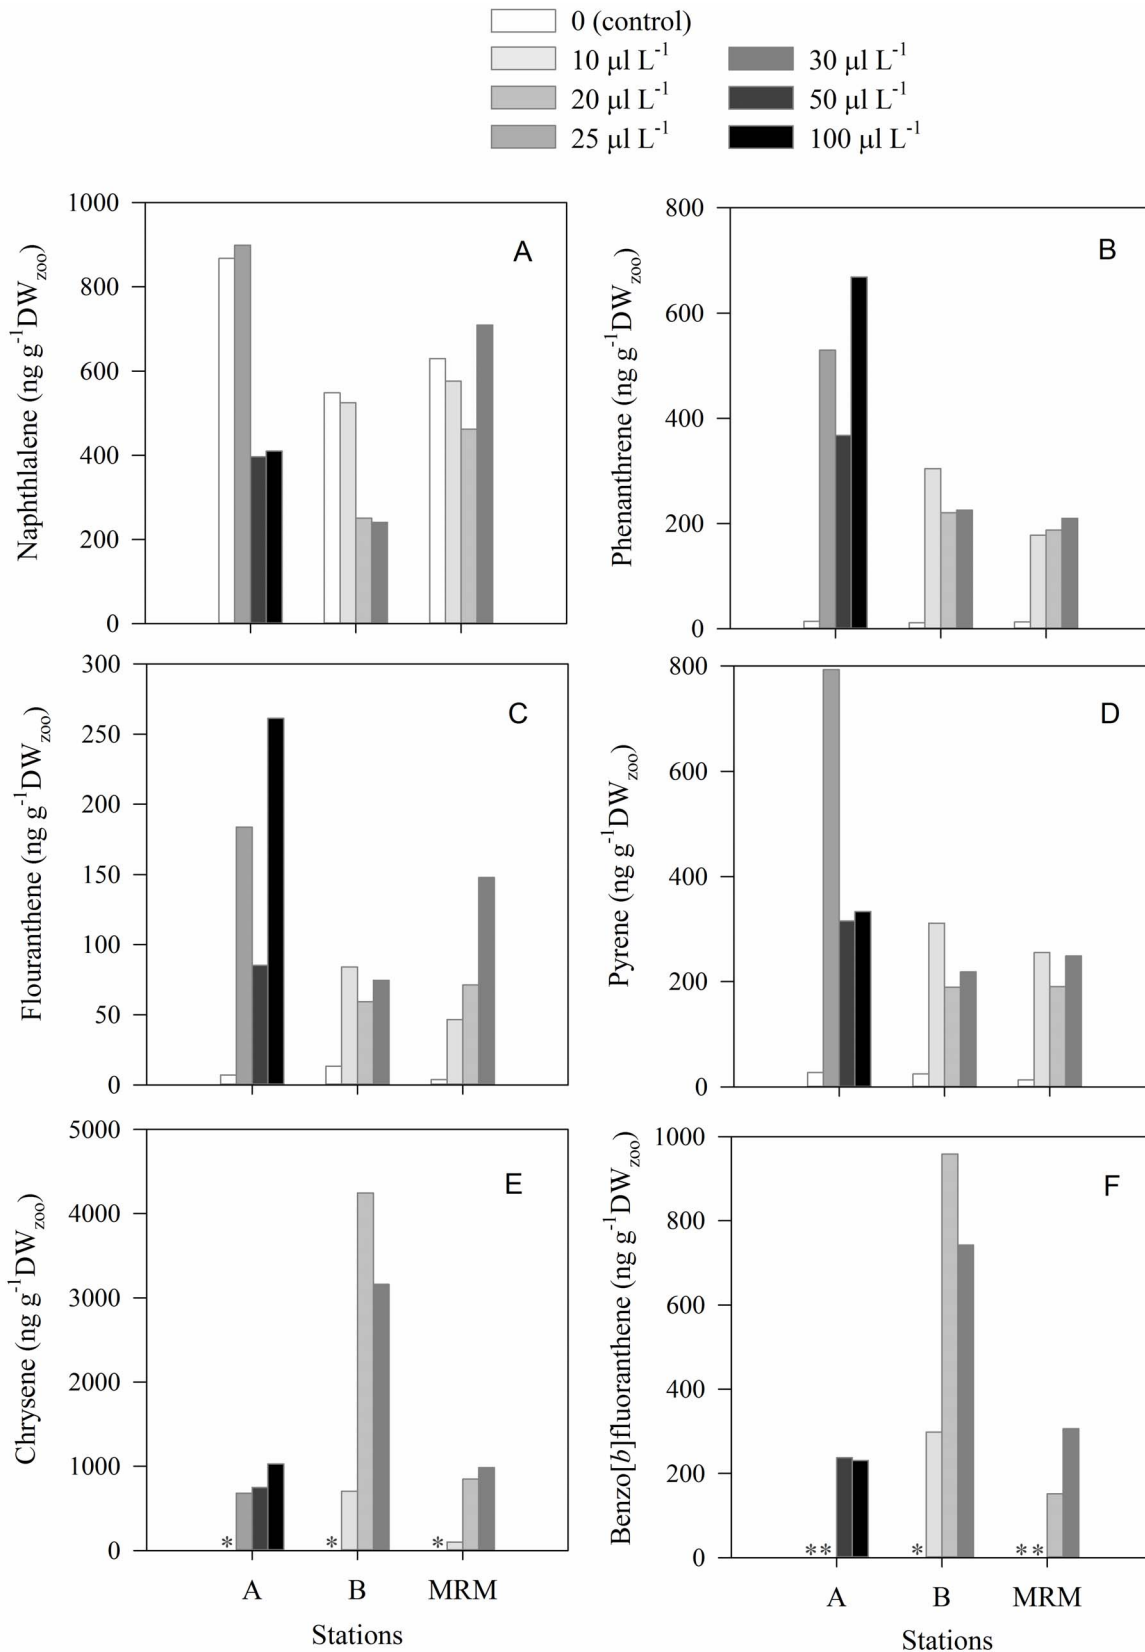 0 (control)
10 μl L⁻¹
30 μl L⁻¹
20 μl L⁻¹
50 μl L⁻¹
25 μl L⁻¹
100 μl L⁻¹
A
Naphthlalene (ng g⁻¹DWzoo)
1000
800
600
400
200
0
B
Phenanthrene (ng g⁻¹DWzoo)
800
600
400
200
0
C
Flouranthene (ng g⁻¹DWzoo)
300
250
200
150
100
50
0
D
Pyrene (ng g⁻¹DWzoo)
800
600
400
200
0
E
Chrysene (ng g⁻¹DWzoo)
5000
4000
3000
2000
1000
0
* * *
A B MRM
Stations
F
Benzo[b]fluoranthene (ng g⁻¹DWzoo)
1000
800
600
400
200
0
** * **
A B MRM
Stations